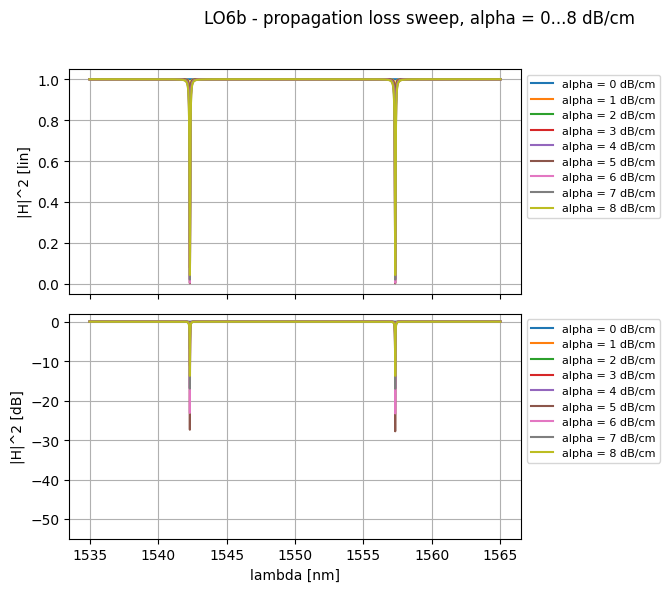 LO6b - propagation loss sweep, alpha = 0...8 dB/cm
|H|^2 [lin]
1.0
0.8
0.6
0.4
0.2
0.0
alpha = 0 dB/cm
alpha = 1 dB/cm
alpha = 2 dB/cm
alpha = 3 dB/cm
alpha = 4 dB/cm
alpha = 5 dB/cm
alpha = 6 dB/cm
alpha = 7 dB/cm
alpha = 8 dB/cm
|H|^2 [dB]
0
−10
−20
−30
−40
−50
alpha = 0 dB/cm
alpha = 1 dB/cm
alpha = 2 dB/cm
alpha = 3 dB/cm
alpha = 4 dB/cm
alpha = 5 dB/cm
alpha = 6 dB/cm
alpha = 7 dB/cm
alpha = 8 dB/cm
1535 1540 1545 1550 1555 1560 1565
lambda [nm]